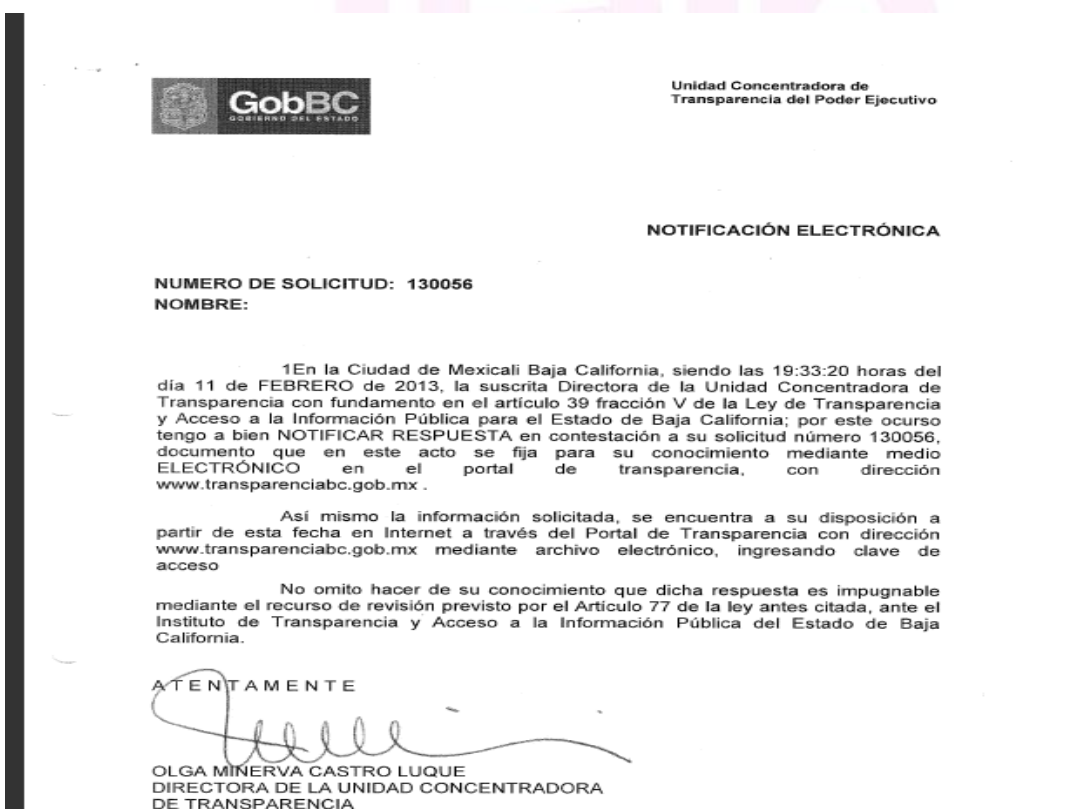 GobBC
GOBIERNO DEL ESTADO
Unidad Concentradora de
Transparencia del Poder Ejecutivo
NOTIFICACIÓN ELECTRÓNICA
NUMERO DE SOLICITUD: 130056
NOMBRE:
1En la Ciudad de Mexicali Baja California, siendo las 19:33:20 horas del
día 11 de FEBRERO de 2013, la suscrita Directora de la Unidad Concentradora de
Transparencia con fundamento en el artículo 39 fracción V de la Ley de Transparencia
y Acceso a la Información Pública para el Estado de Baja California; por este ocurso
tengo a bien NOTIFICAR RESPUESTA en contestación a su solicitud número 130056,
documento que en este acto se fija para su conocimiento mediante medio
ELECTRÓNICO en el portal de transparencia, con dirección
www.transparenciabc.gob.mx .
Así mismo la información solicitada, se encuentra a su disposición a
partir de esta fecha en Internet a través del Portal de Transparencia con dirección
www.transparenciabc.gob.mx mediante archivo electrónico, ingresando clave de
acceso
No omito hacer de su conocimiento que dicha respuesta es impugnable
mediante el recurso de revisión previsto por el Artículo 77 de la ley antes citada, ante el
Instituto de Transparencia y Acceso a la Información Pública del Estado de Baja
California.
ATENTAMENTE
OLGA MINERVA CASTRO LUQUE
DIRECTORA DE LA UNIDAD CONCENTRADORA
DE TRANSPARENCIA